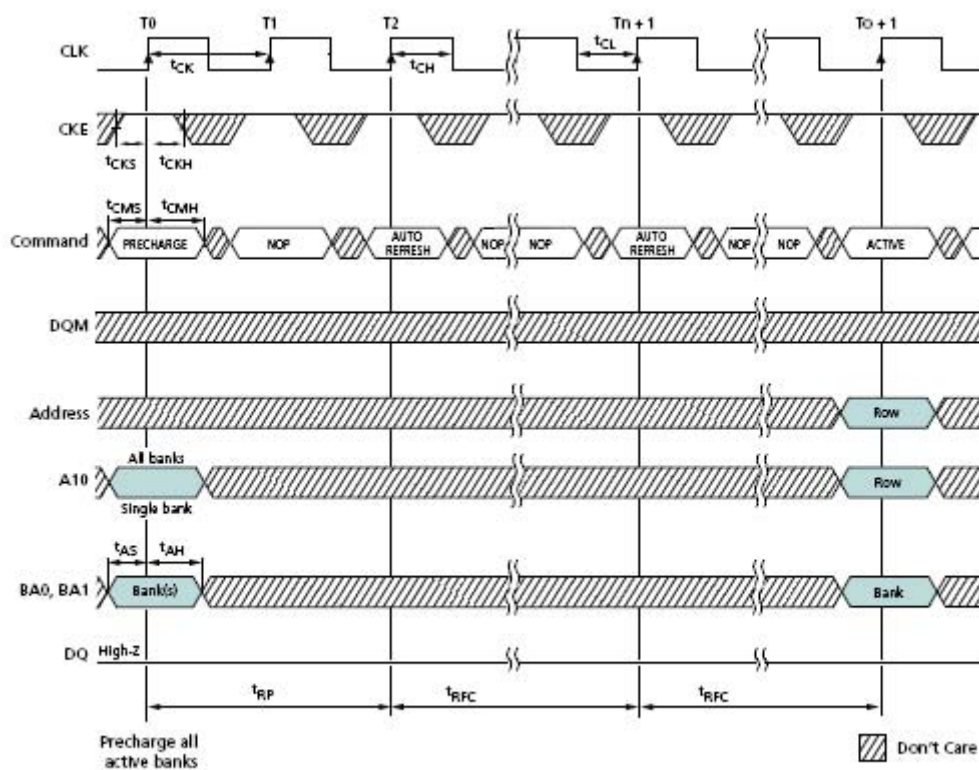 T0 T1 T2 Tn + 1 To + 1
CLK
tCK tCH tCL
CKE
tCKS tCKH
tCMS tCMH
Command PRECHARGE NOP AUTO REFRESH NOP NOP AUTO REFRESH NOP NOP ACTIVE
DQM
Address Row
All banks
A10 Row
Single bank
tAS tAH
BA0, BA1 Bank(s) Bank
DQ High-Z
tRP tRFC tRFC
Precharge all
active banks
Don't Care